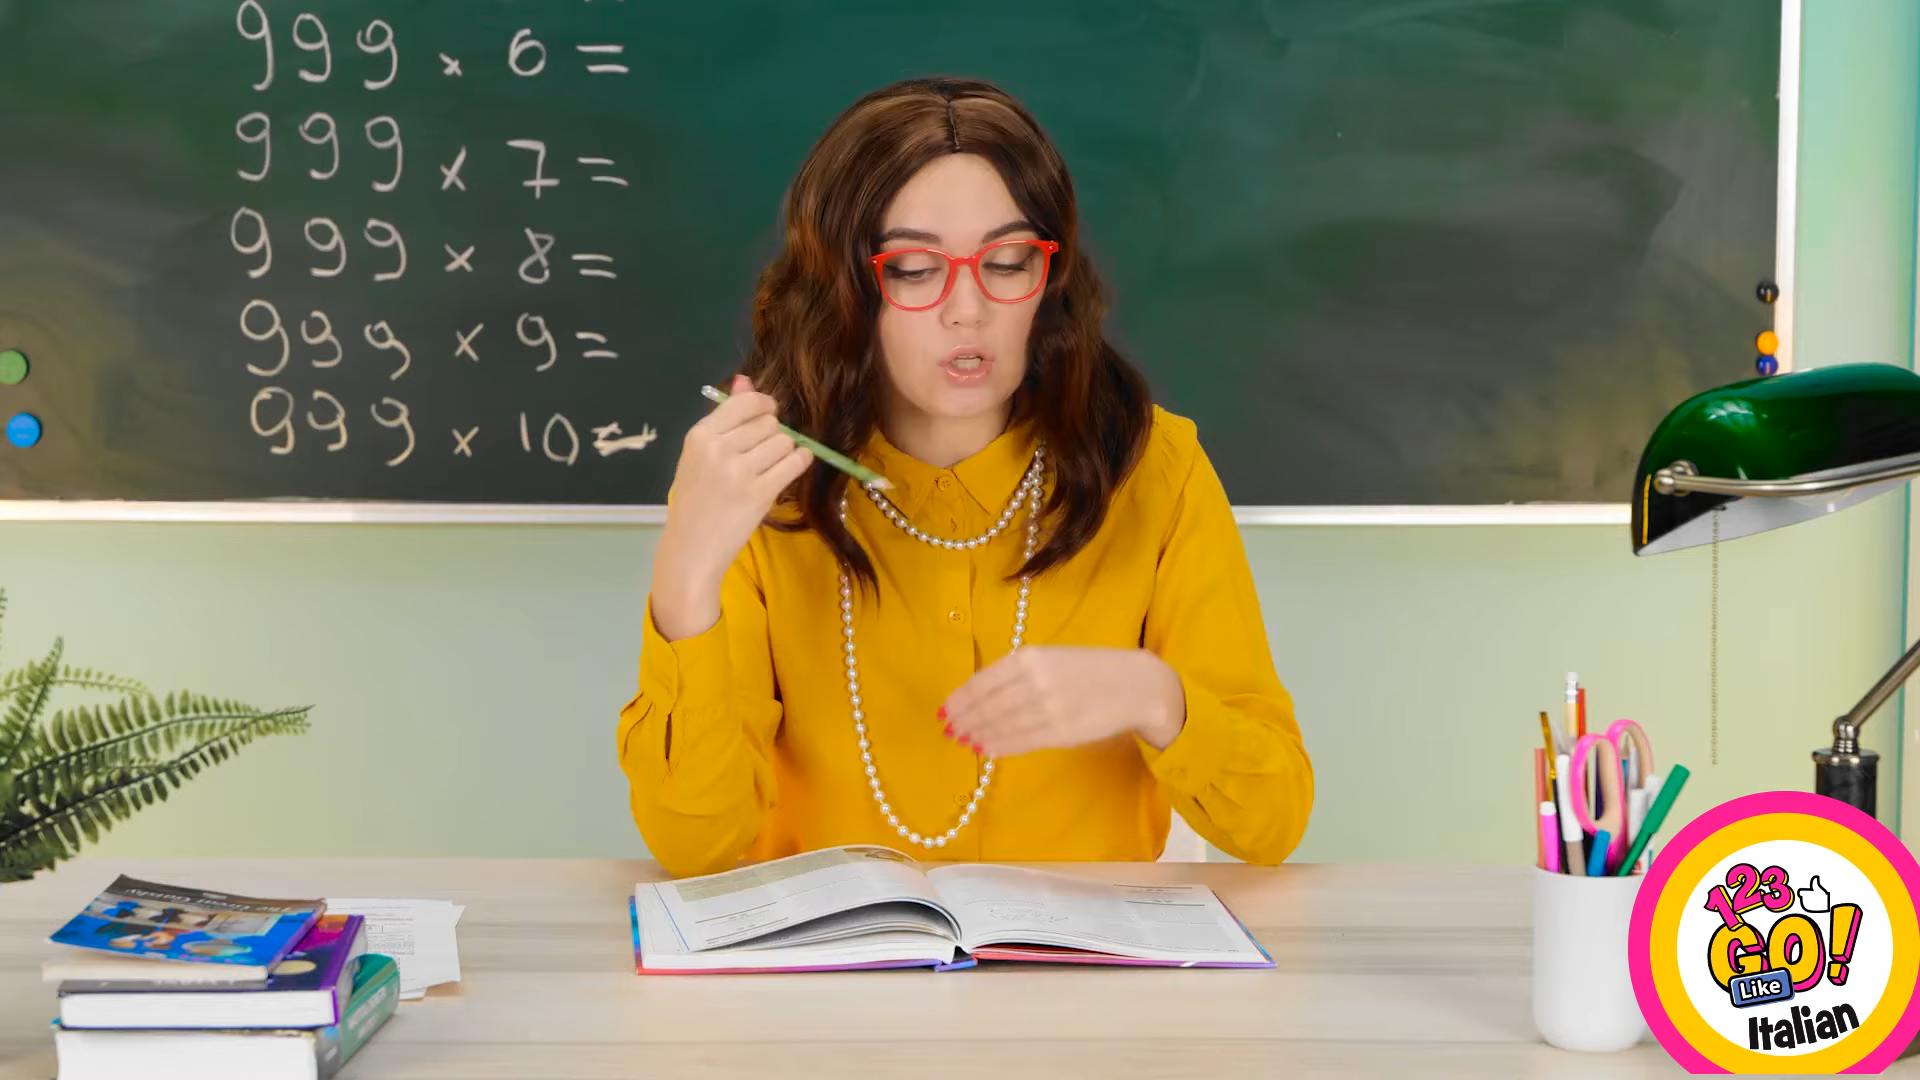 999 x 6 =
999 x 7 =
999 x 8 =
999 x 9 =
999 x 10 =
123
GO!
Like
Italian